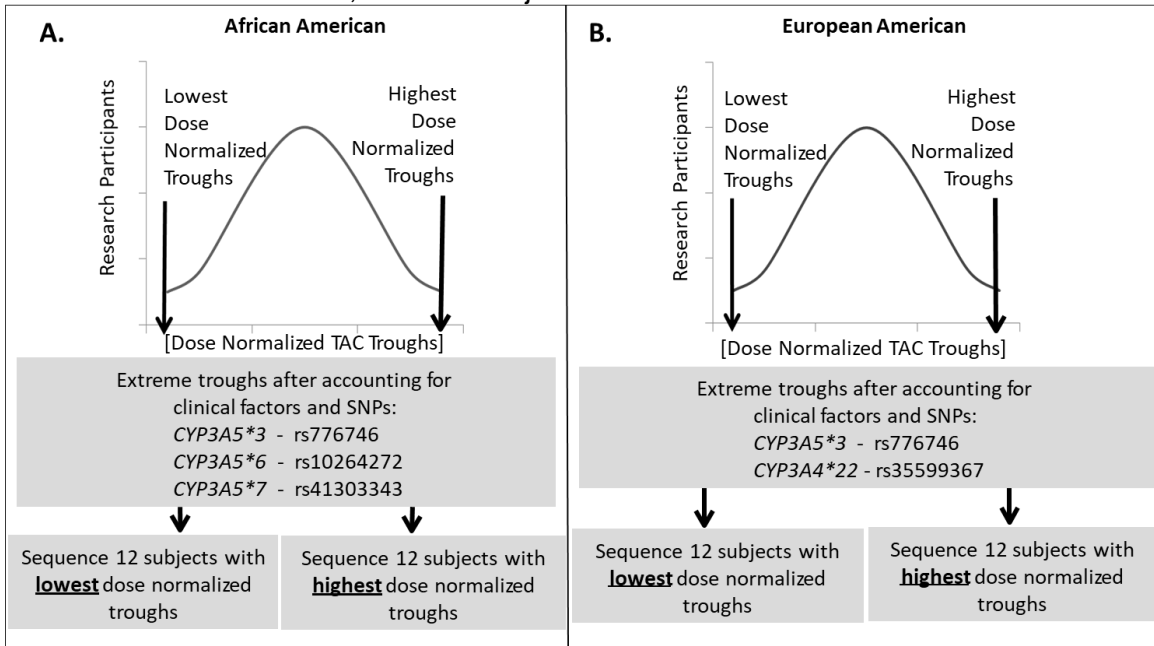 A.
African American
Research Participants
Lowest
Dose
Normalized
Troughs
Highest
Dose
Normalized
Troughs
[Dose Normalized TAC Troughs]
Extreme troughs after accounting for
clinical factors and SNPs:
CYP3A5*3 - rs776746
CYP3A5*6 - rs10264272
CYP3A5*7 - rs41303343
Sequence 12 subjects with
lowest dose normalized
troughs
Sequence 12 subjects with
highest dose normalized
troughs
B.
European American
Research Participants
Lowest
Dose
Normalized
Troughs
Highest
Dose
Normalized
Troughs
[Dose Normalized TAC Troughs]
Extreme troughs after accounting for
clinical factors and SNPs:
CYP3A5*3 - rs776746
CYP3A4*22 - rs35599367
Sequence 12 subjects with
lowest dose normalized
troughs
Sequence 12 subjects with
highest dose normalized
troughs